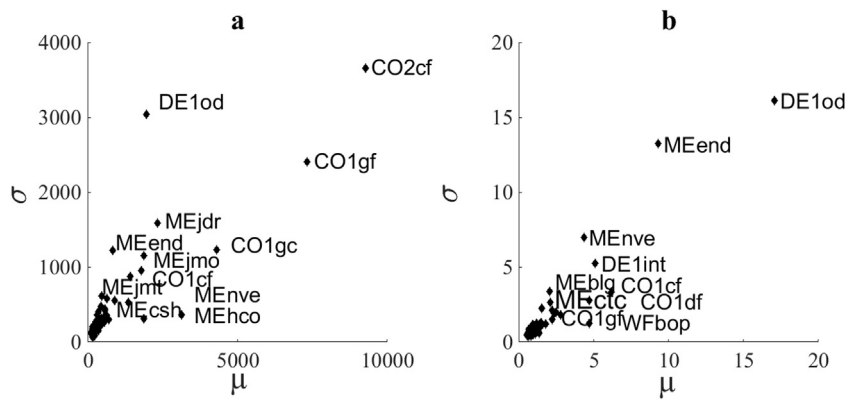 a
4000
3000
2000
1000
0
σ
CO2cf
DE1od
CO1gf
MEjdr
MEend
CO1gc
MEjmo
CO1cf
MEjmt
MEnve
MEcsh
MEhco
0
5000
10000
μ
b
20
15
10
5
0
σ
DE1od
MEend
MEnve
DE1int
MEblg
CO1cf
MEctc
CO1df
CO1gf
WFbop
0
5
10
15
20
μ